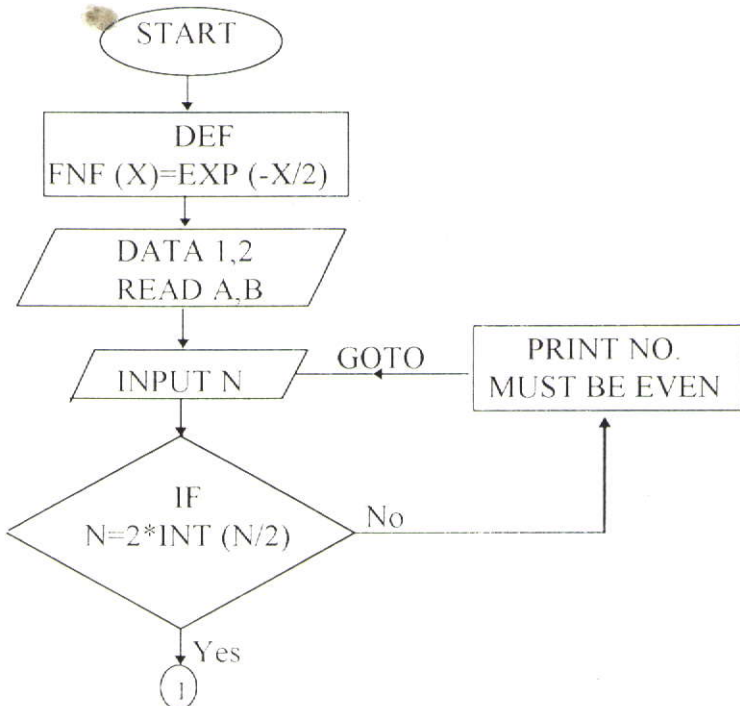 START
DEF
FNF (X)=EXP (-X/2)
DATA 1,2
READ A,B
INPUT N
GOTO
PRINT NO.
MUST BE EVEN
IF
N=2*INT (N/2)
No
Yes
1